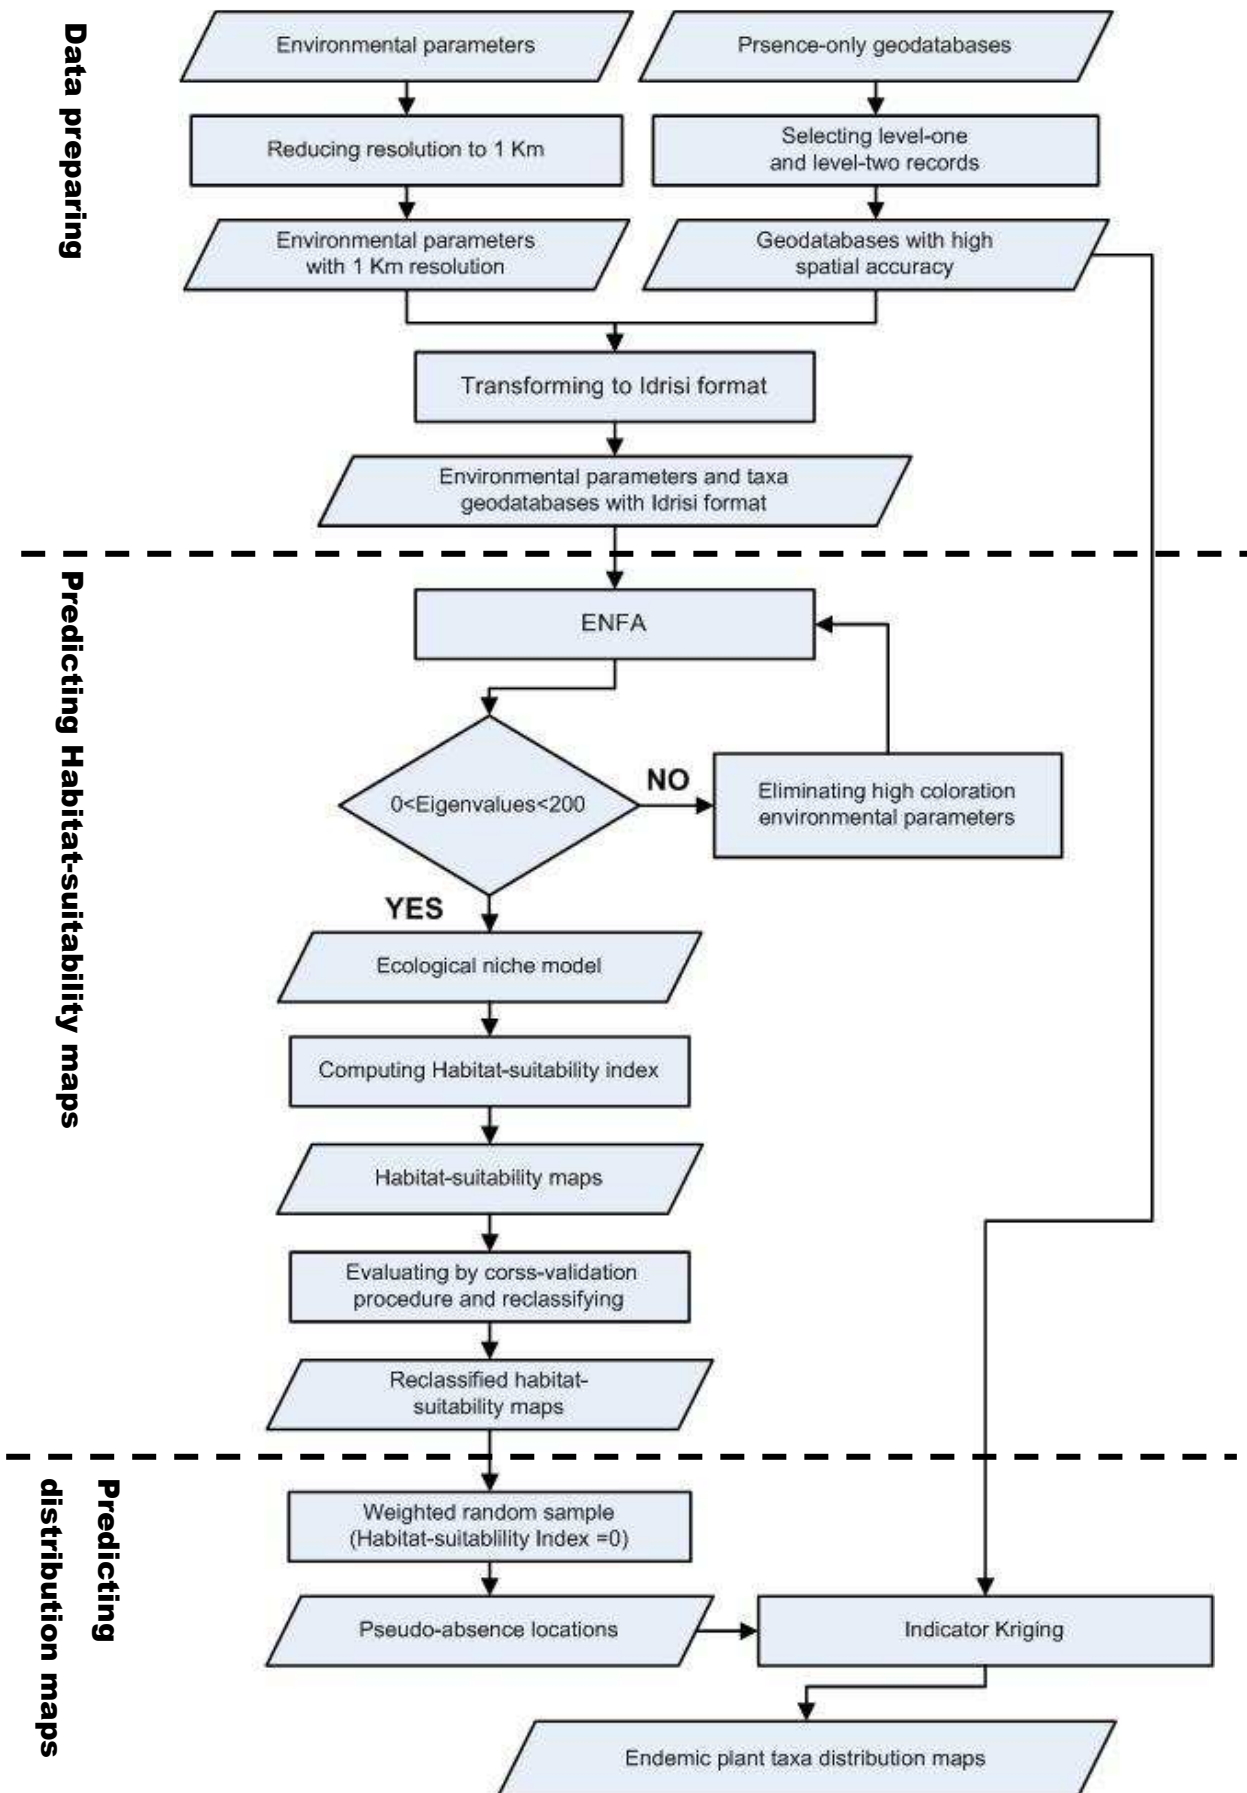 Data preparing
Environmental parameters
Prsence-only geodatabases
Reducing resolution to 1 Km
Selecting level-one
and level-two records
Environmental parameters
with 1 Km resolution
Geodatabases with high
spatial accuracy
Transforming to Idrisi format
Environmental parameters and taxa
geodatabases with Idrisi format
Predicting Habitat-suitability maps
ENFA
0<Eigenvalues<200
NO
Eliminating high coloration
environmental parameters
YES
Ecological niche model
Computing Habitat-suitability index
Habitat-suitability maps
Evaluating by corss-validation
procedure and reclassifying
Reclassified habitat-
suitability maps
Predicting
distribution maps
Weighted random sample
(Habitat-suitablility Index =0)
Pseudo-absence locations
Indicator Kriging
Endemic plant taxa distribution maps